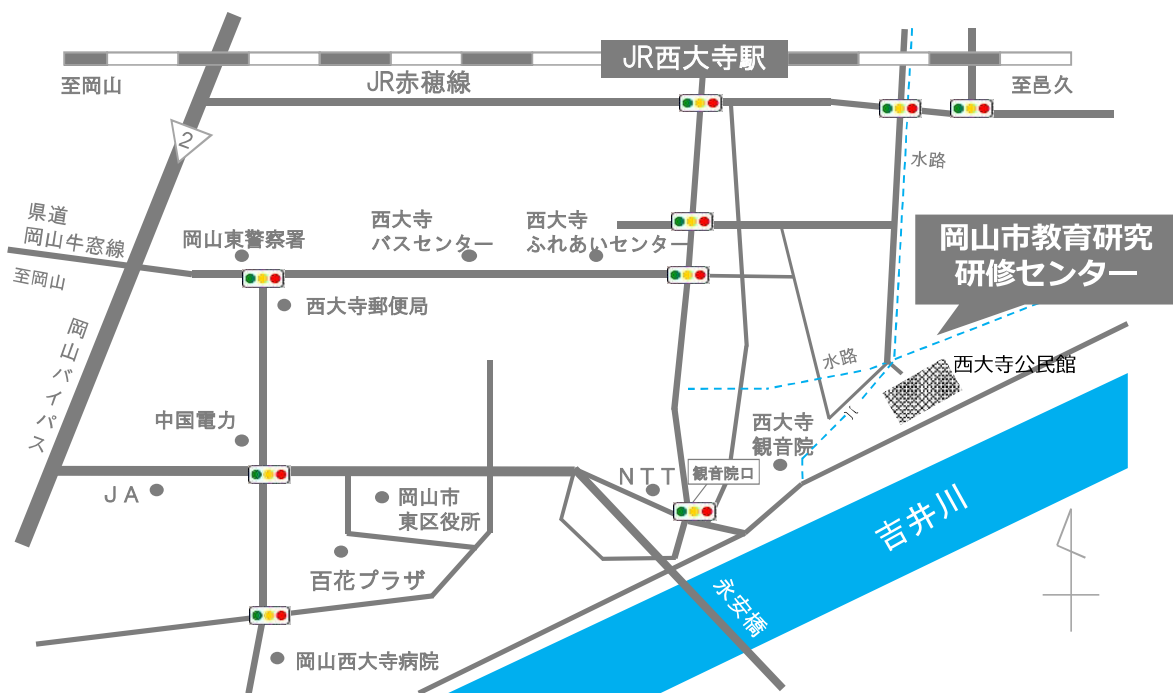 JR西大寺駅
至岡山
JR赤穂線
至邑久
2
水路
県道
岡山牛窓線
至岡山
岡山東警察署
西大寺
バスセンター
西大寺
ふれあいセンター
岡山市教育研究
研修センター
西大寺郵便局
岡山バイパス
水路
西大寺公民館
中国電力
西大寺
観音院
JA
岡山市
東区役所
NTT
観音院口
吉井川
百花プラザ
永安橋
岡山西大寺病院